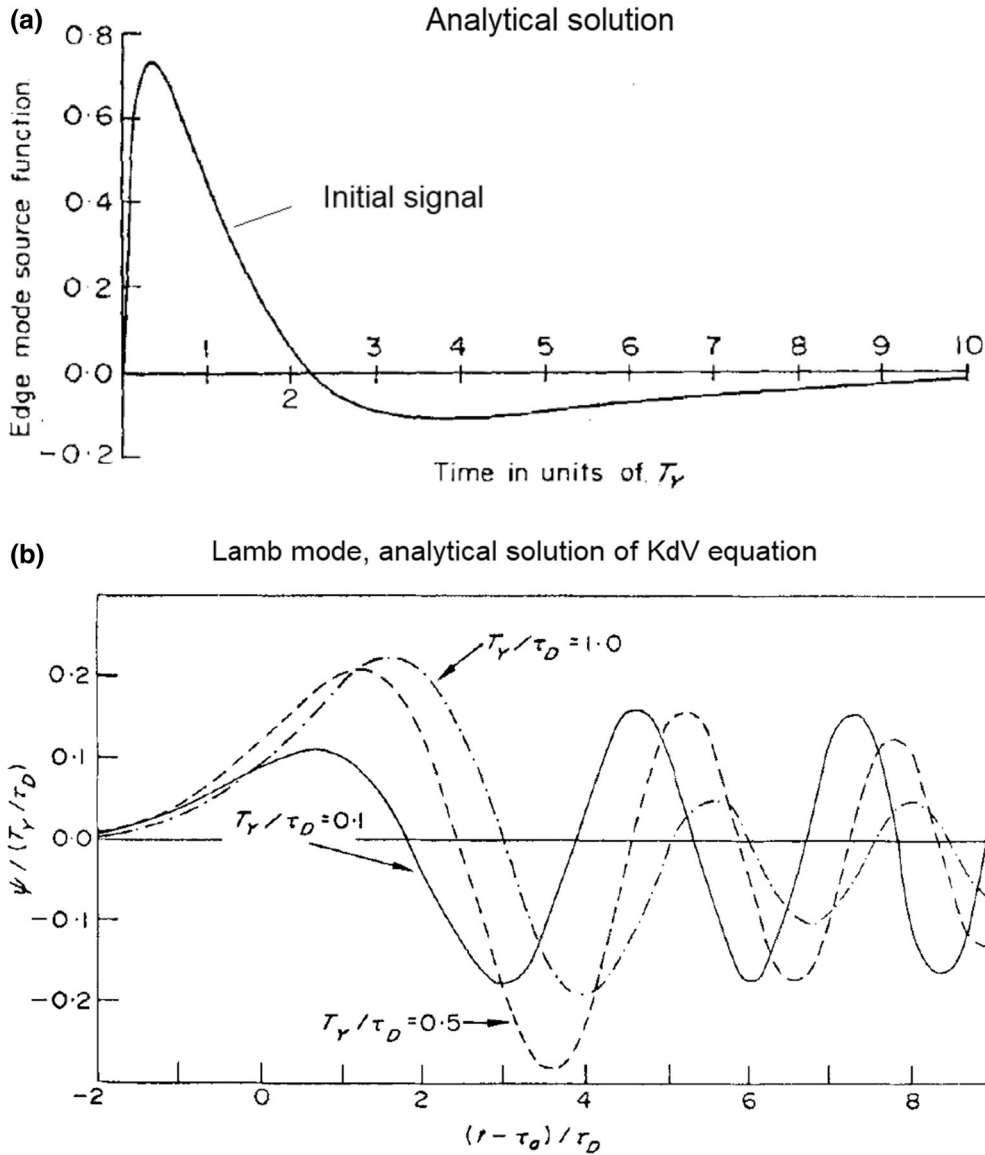 (a)
Analytical solution
Edge mode source function
0.8
0.6
0.4
0.2
0.0
−0.2
Initial signal
1 2 3 4 5 6 7 8 9 10
Time in units of. T_Y
(b)
Lamb mode, analytical solution of KdV equation
ψ/(T_Y/τ_D)
0.2
0.1
0.0
−0.1
−0.2
T_Y/τ_D=1.0
T_Y/τ_D=0.1
T_Y/τ_D=0.5
−2 0 2 4 6 8
(t−τ_a)/τ_D